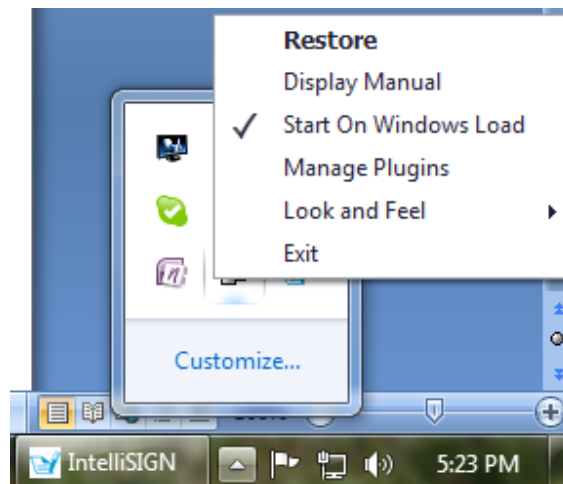 Restore
Display Manual
Start On Windows Load
Manage Plugins
Look and Feel
Exit
Customize...
IntelliSIGN
5:23 PM